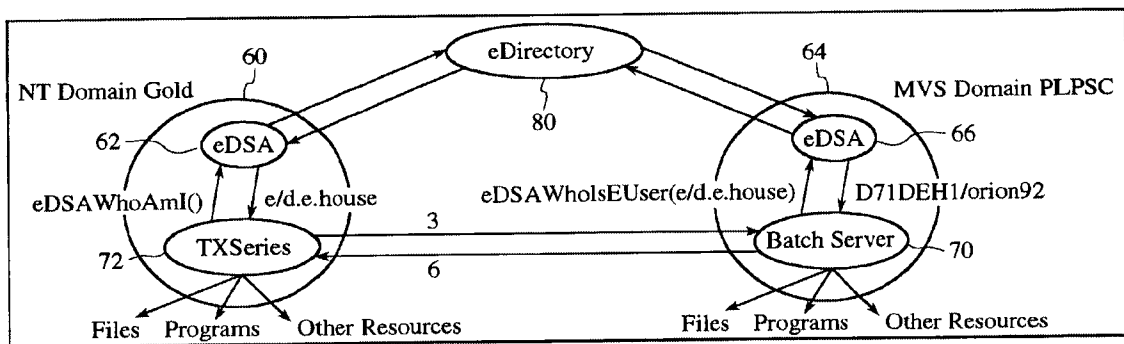 60
eDirectory
64
NT Domain Gold
80
MVS Domain PLPSC
62
eDSA
eDSA
66
eDSAWhoAmI()
e/d.e.house
eDSAWhoIsEUser(e/d.e.house)
D71DEH1/orion92
72
TXSeries
3
6
Batch Server
70
Files
Programs
Other Resources
Files
Programs
Other Resources